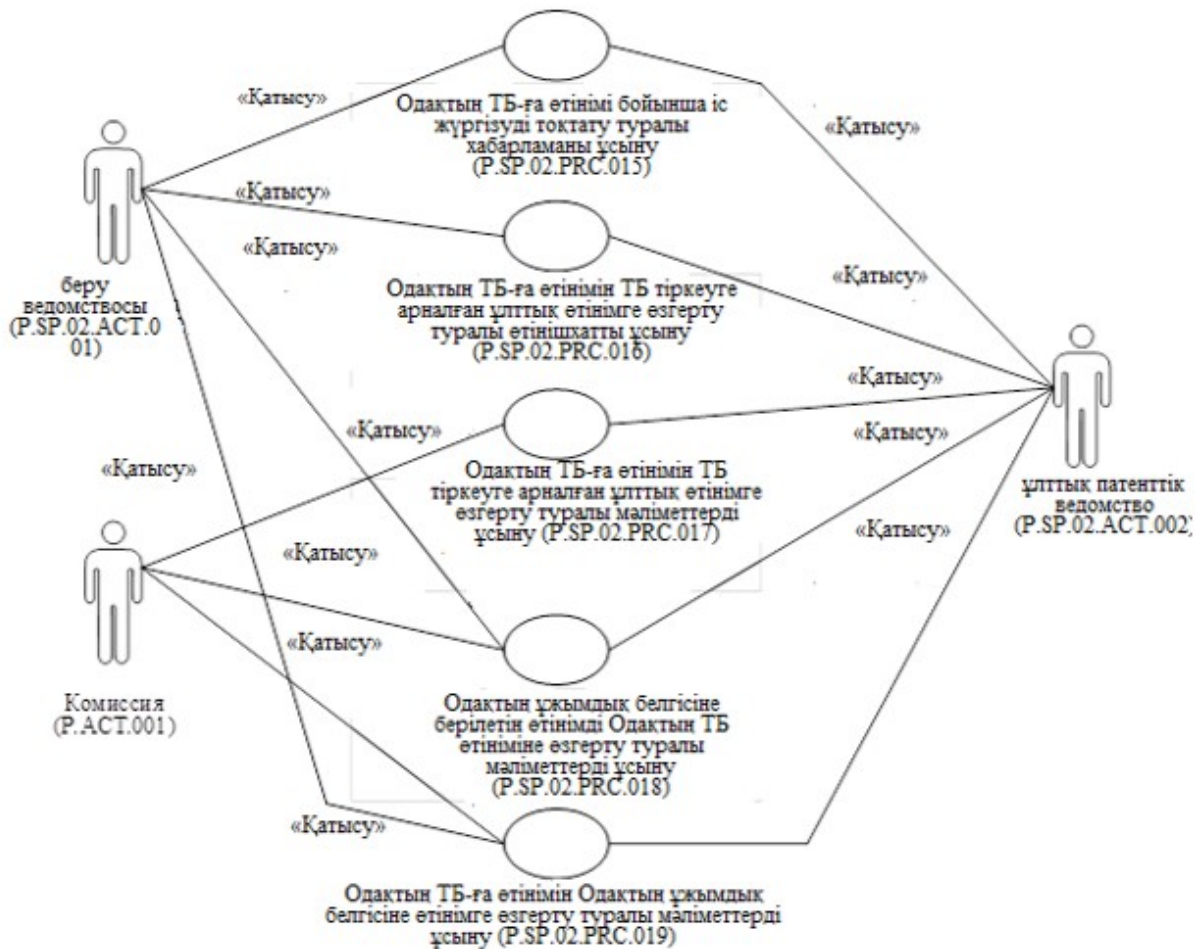 «Қатысу»
Одақтың ТБ-ға өтінімі бойынша іс
жүргізуді тоқтату туралы
хабарламаны ұсыну
(P.SP.02.PRC.015)
«Қатысу»
«Қатысу»
«Қатысу»
беру
ведомствосы
(P.SP.02.ACT.0
01)
Одақтың ТБ-ға өтінімін ТБ тіркеуге
арналған ұлттық өтінімге өзгерту
туралы өтінішхатты ұсыну
(P.SP.02.PRC.016)
«Қатысу»
«Қатысу»
«Қатысу»
«Қатысу»
«Қатысу»
Одақтың ТБ-ға өтінімін ТБ
тіркеуге арналған ұлттық өтінімге
өзгерту туралы мәліметтерді
ұсыну (P.SP.02.PRC.017)
ұлттық патенттік
ведомство
(P.SP.02.ACT.002)
«Қатысу»
«Қатысу»
«Қатысу»
Комиссия
(P.ACT.001)
Одақтың ұжымдық белгісіне
берілетін өтінімді Одақтың ТБ
өтініміне өзгерту туралы
мәліметтерді ұсыну
(P.SP.02.PRC.018)
«Қатысу»
Одақтың ТБ-ға өтінімін Одақтың ұжымдық
белгісіне өтінімге өзгерту туралы мәліметтерді
ұсыну (P.SP.02.PRC.019)